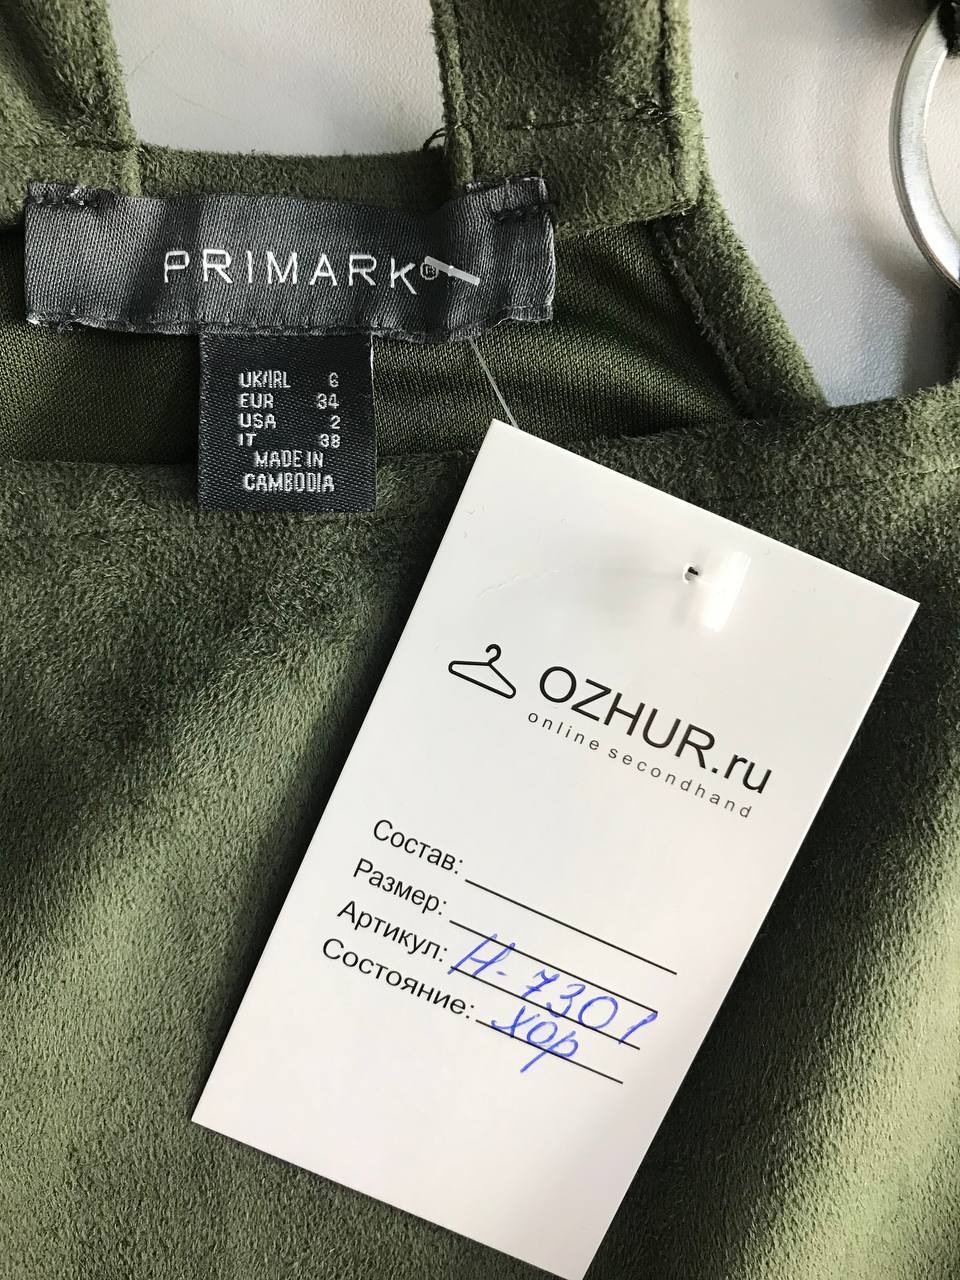 PRIMARK®
UK/IRL 6
EUR 34
USA 2
IT 38
MADE IN
CAMBODIA
OZHUR.ru
online secondhand
Состав:
Размер:
Артикул: Н-7301
Состояние: хор